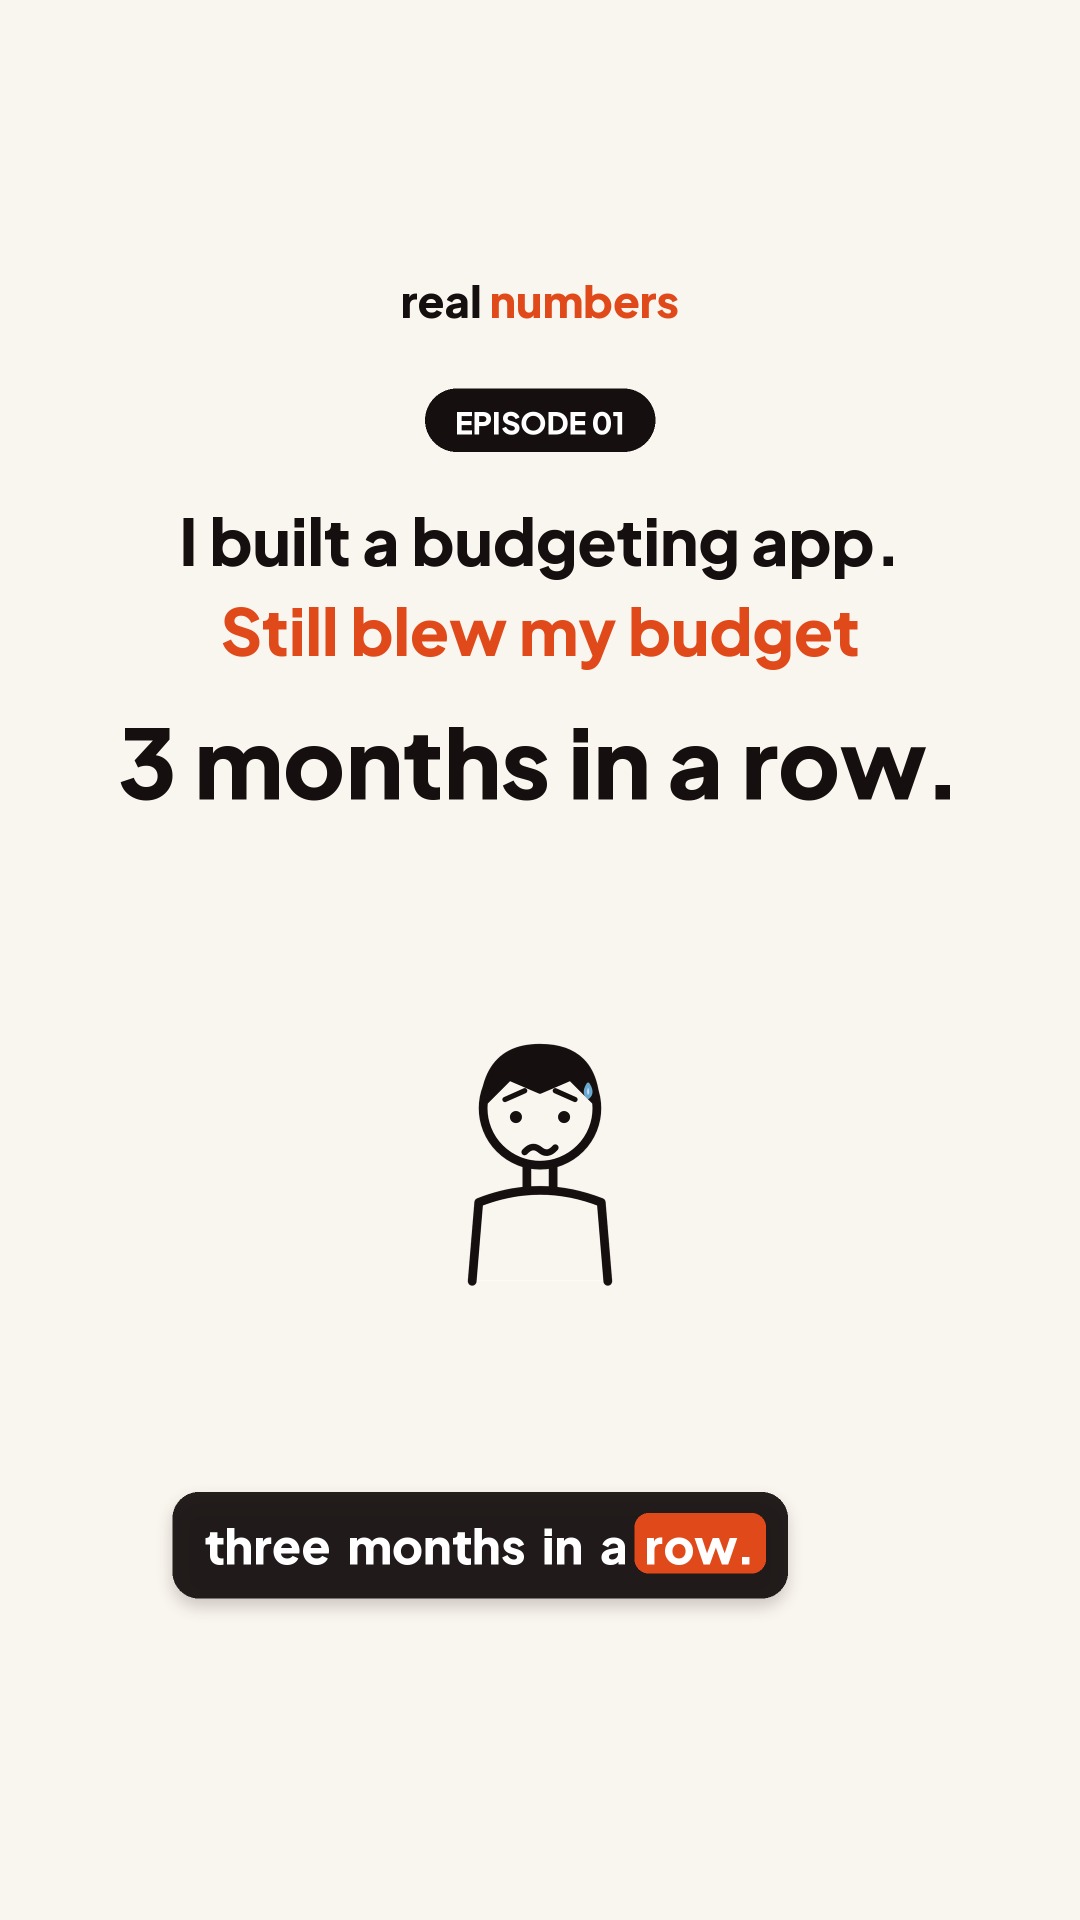 real numbers
EPISODE 01
I built a budgeting app.
Still blew my budget
3 months in a row.
three months in a row.